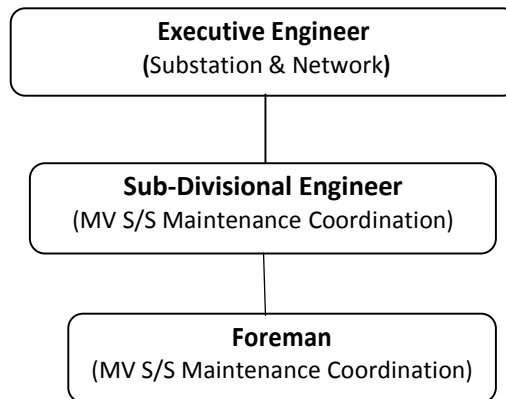 Executive Engineer
(Substation & Network)
Sub-Divisional Engineer
(MV S/S Maintenance Coordination)
Foreman
(MV S/S Maintenance Coordination)